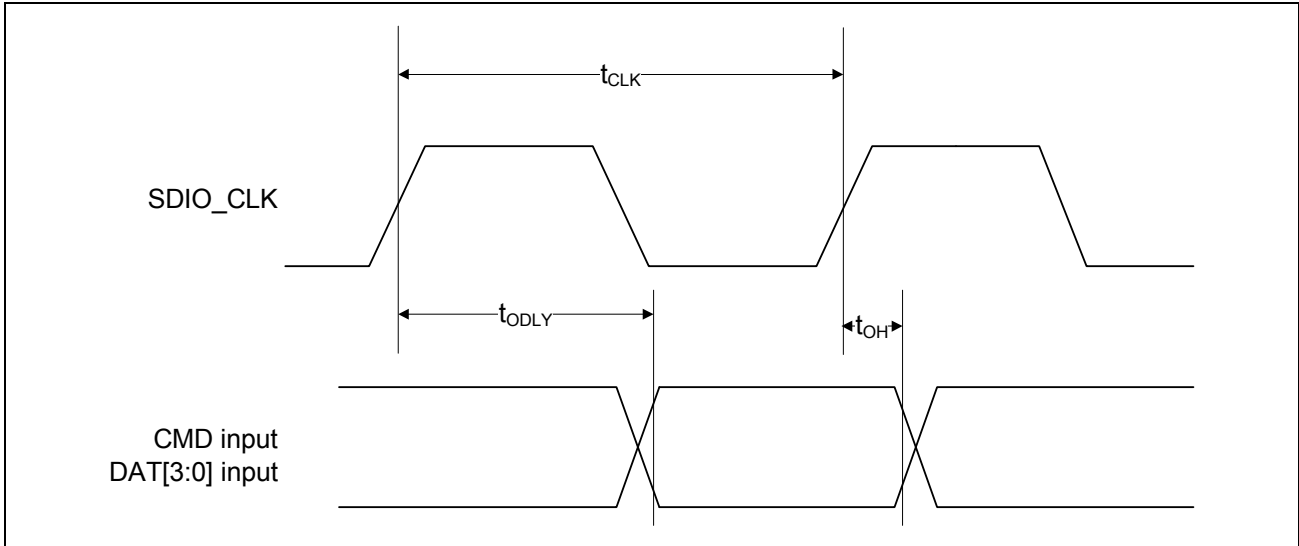 tCLK
SDIO_CLK
tODLY
tOH
CMD input
DAT[3:0] input